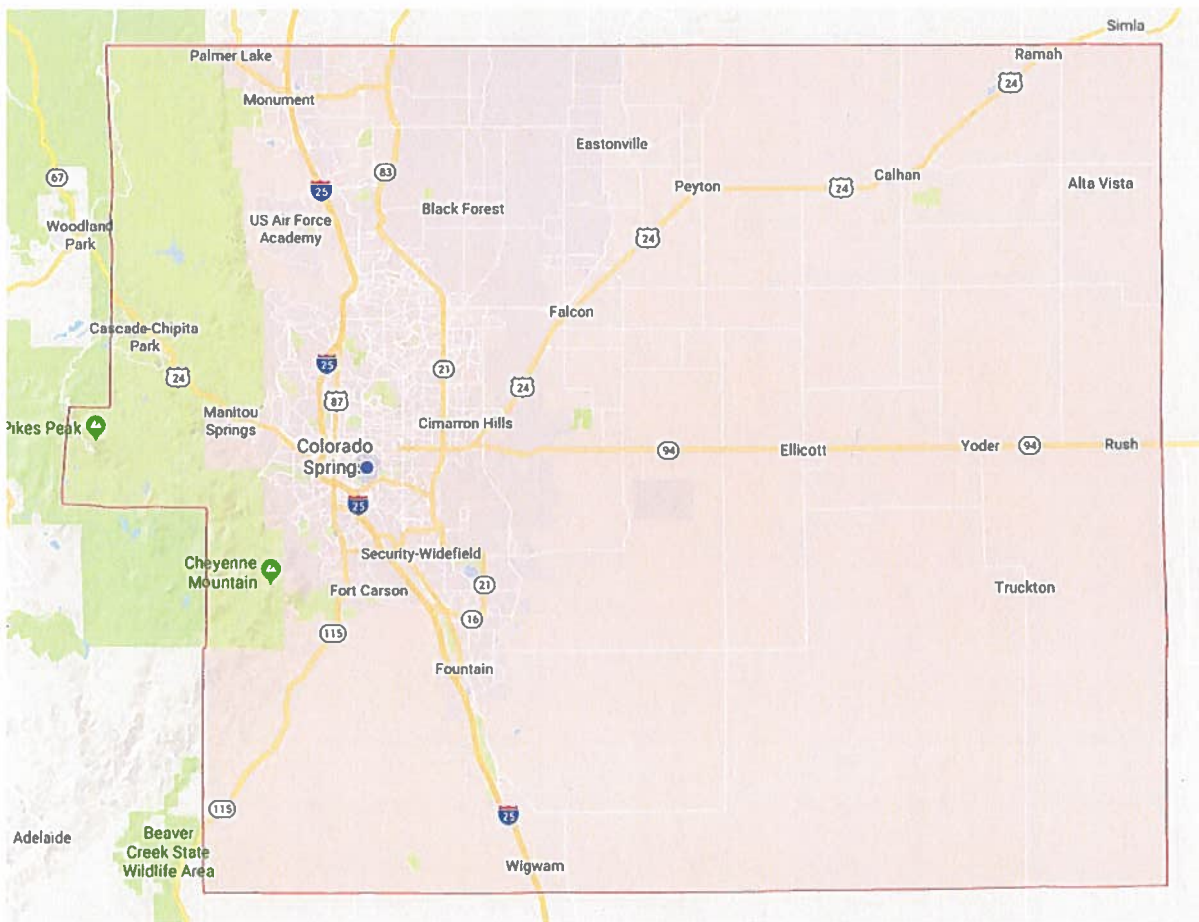 Simla
Palmer Lake
Ramah
24
Monument
Eastonville
83
67
25
Peyton
24
Calhan
Alta Vista
Black Forest
US Air Force
Academy
Woodland
Park
24
Falcon
Cascade-Chipita
Park
25
21
24
24
87
Manitou
Springs
Cimarron Hills
Pikes Peak
Colorado
Springs
94
Ellicott
Yoder
94
Rush
25
Security-Widefield
Cheyenne
Mountain
Fort Carson
21
Truckton
16
115
Fountain
115
25
Adelaide
Beaver
Creek State
Wildlife Area
Wigwam